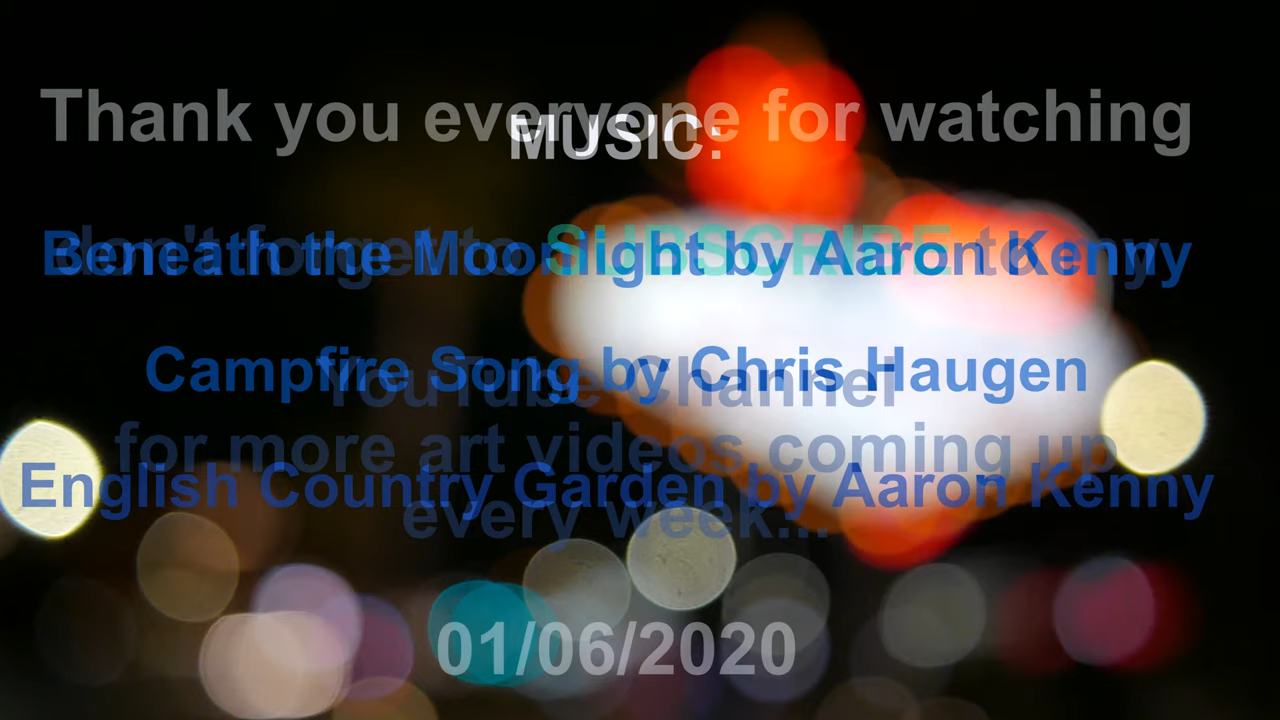 Thank you everyone for watching
MUSIC:
don't forget to SUBSCRIBE to my
Beneath the Moonlight by Aaron Kenny
Campfire Song by Chris Haugen
YouTube Channel
for more art videos coming up
English Country Garden by Aaron Kenny
every week...
01/06/2020